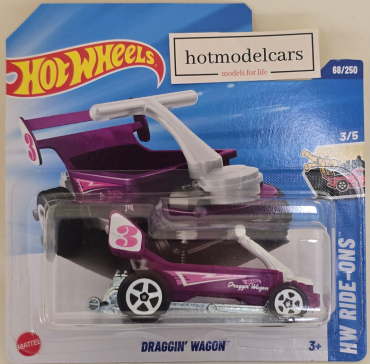 HOT WHEELS
hotmodelcars
models for life
68/250
3/5
3
3
Draggin' Wagon
HW RIDE-ONS
MATTEL
DRAGGIN' WAGON
3+